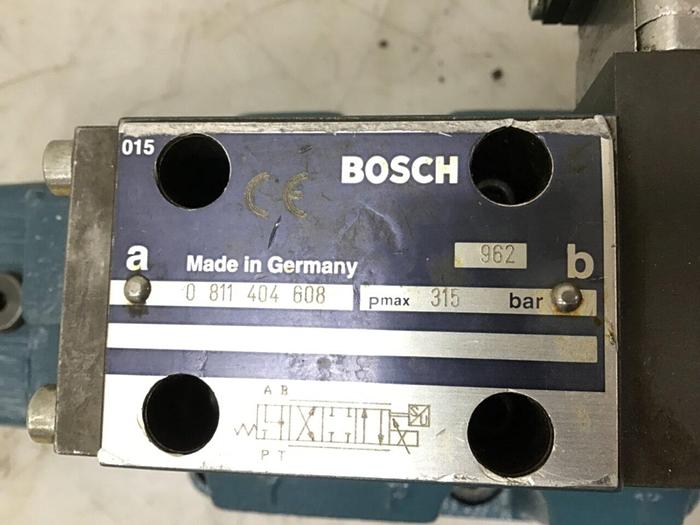 015
BOSCH
CE
a
Made in Germany
962
b
0 811 404 608
pmax 315 bar
A B
P T
S/U